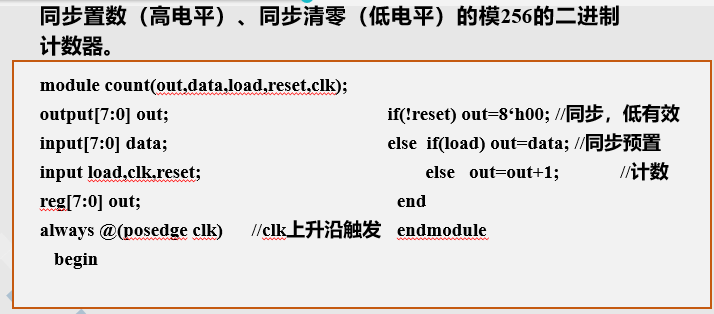 同步置数（高电平）、同步清零（低电平）的模256的二进制
计数器。
module count(out,data,load,reset,clk);
output[7:0] out;
input[7:0] data;
input load,clk,reset;
reg[7:0] out;
always @(posedge clk) //clk上升沿触发
begin
if(!reset) out=8‘h00; //同步，低有效
else if(load) out=data; //同步预置
else out=out+1; //计数
end
endmodule